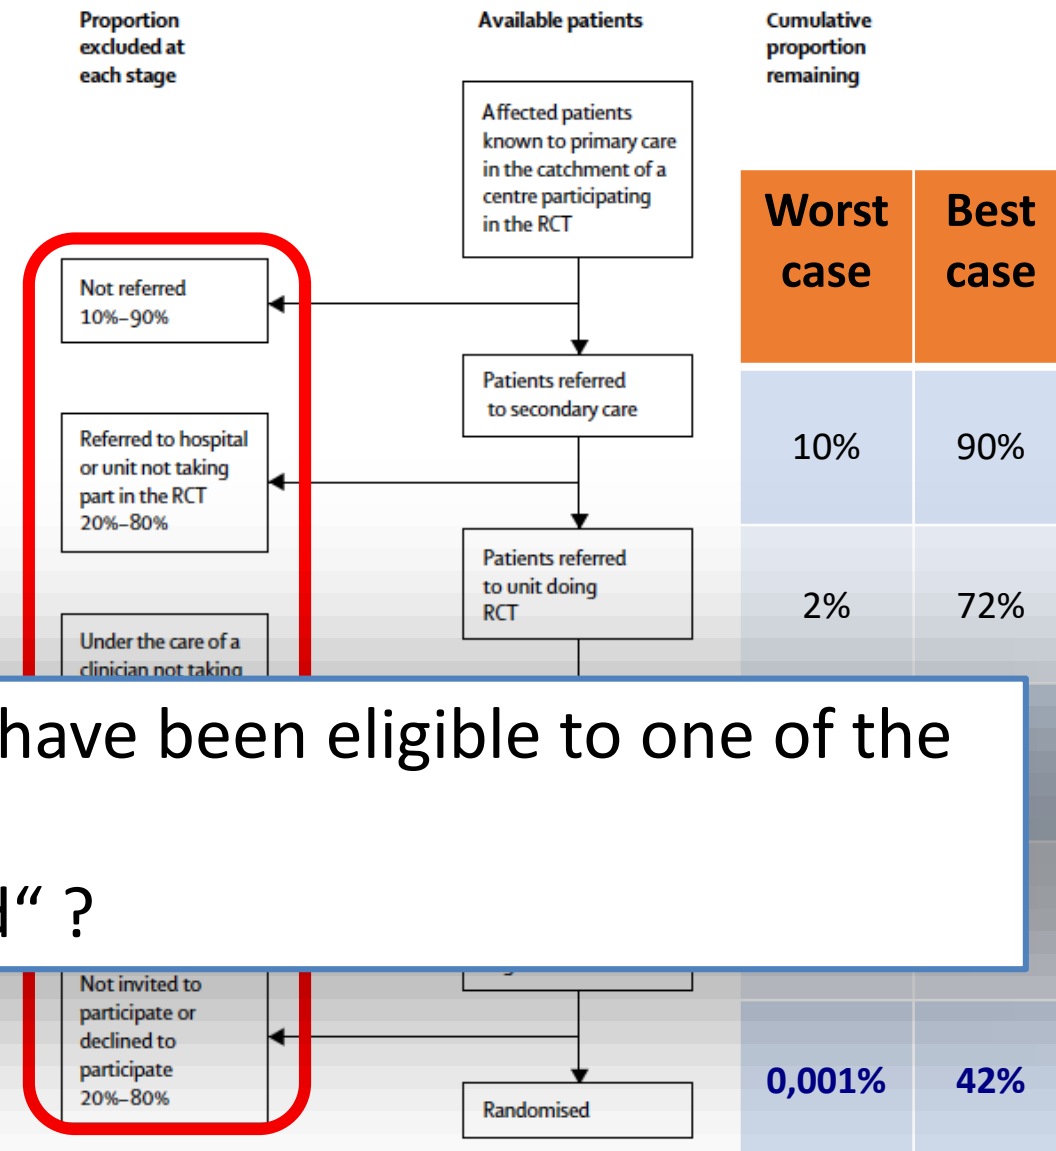 Proportion
excluded at
each stage
Available patients
Cumulative
proportion
remaining
Affected patients
known to primary care
in the catchment of a
centre participating
in the RCT
Worst
case
Best
case
Not referred
10%–90%
Patients referred
to secondary care
10%
90%
Referred to hospital
or unit not taking
part in the RCT
20%–80%
Patients referred
to unit doing
RCT
2%
72%
Under the care of a
clinician not taking
have been eligible to one of the
“ ?
Not invited to
participate or
declined to
participate
20%–80%
Randomised
0,001%
42%